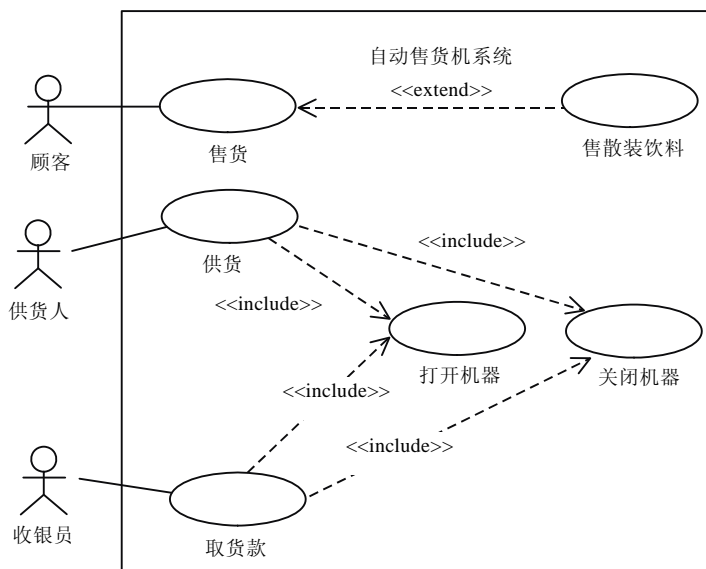 自动售货机系统
<<extend>>
顾客
售货
售散装饮料
供货人
供货
<<include>>
<<include>>
打开机器
关闭机器
<<include>>
<<include>>
收银员
取货款